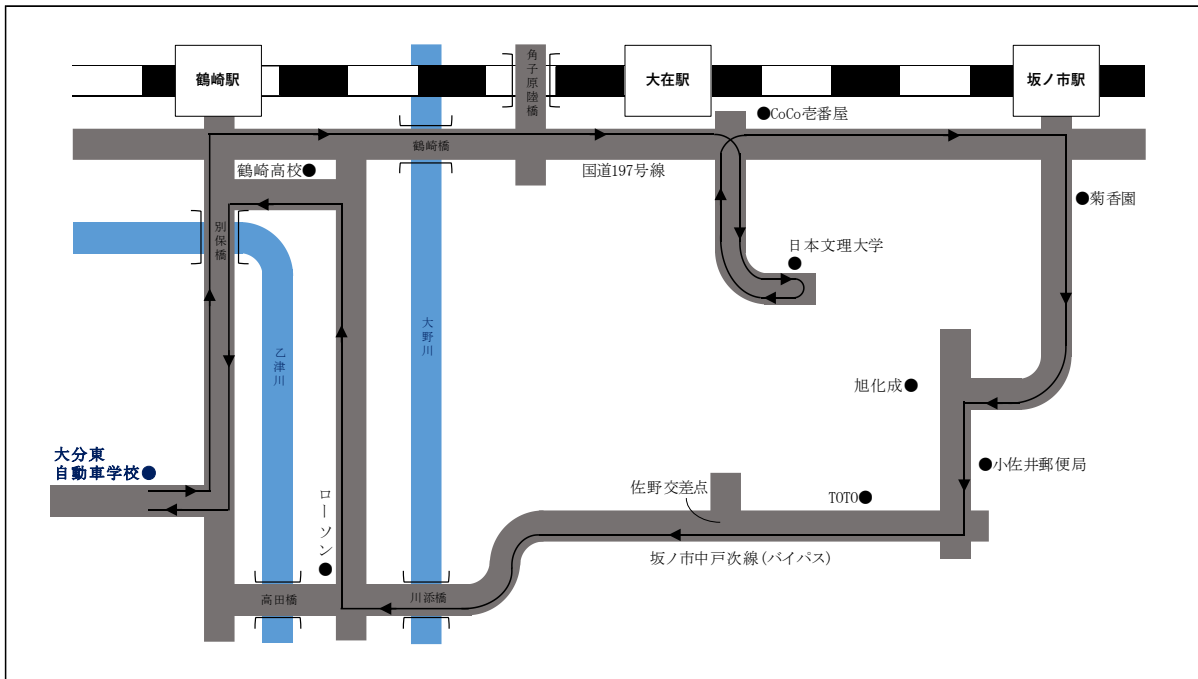 鶴崎駅
角子原陸橋
大在駅
坂ノ市駅
CoCo壱番屋
鶴崎橋
鶴崎高校
国道197号線
菊香園
別保橋
日本文理大学
大野川
乙津川
旭化成
大分東
自動車学校
小佐井郵便局
佐野交差点
TOTO
ローソン
坂ノ市中戸次線(バイパス)
高田橋
川添橋